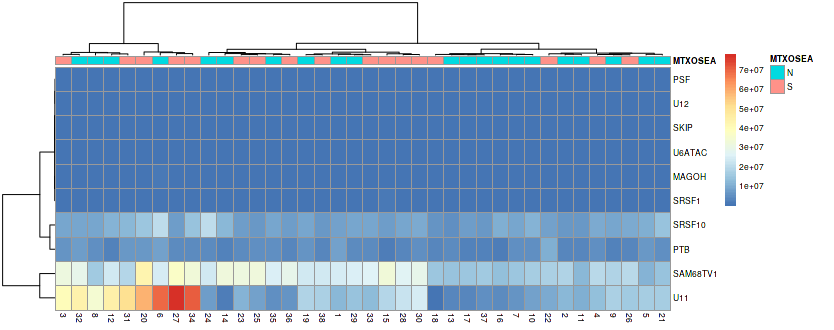 MTXOSEA
PSF
U12
SKIP
U6ATAC
MAGOH
SRSF1
SRSF10
PTB
SAM68TV1
U11
3 32 8 12 31 20 6 27 34 24 14 23 25 35 36 19 38 1 29 33 15 28 30 18 13 17 37 16 7 10 22 2 11 4 9 26 5 21
7e+07
6e+07
5e+07
4e+07
3e+07
2e+07
1e+07
MTXOSEA
N
S